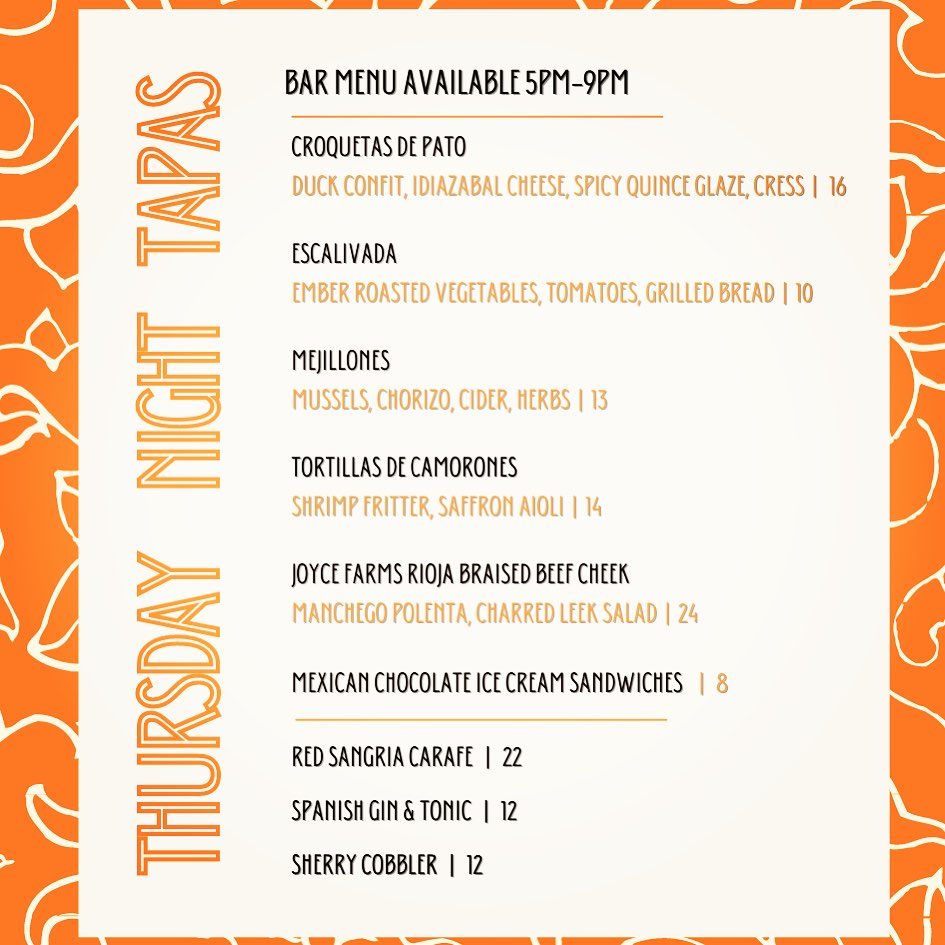 THURSDAY NIGHT TAPAS
BAR MENU AVAILABLE 5PM-9PM
CROQUETAS DE PATO
DUCK CONFIT, IDIAZABAL CHEESE, SPICY QUINCE GLAZE, CRESS | 16
ESCALIVADA
EMBER ROASTED VEGETABLES, TOMATOES, GRILLED BREAD | 10
MEJILLONES
MUSSELS, CHORIZO, CIDER, HERBS | 13
TORTILLAS DE CAMORONES
SHRIMP FRITTER, SAFFRON AIOLI | 14
JOYCE FARMS RIOJA BRAISED BEEF CHEEK
MANCHEGO POLENTA, CHARRED LEEK SALAD | 24
MEXICAN CHOCOLATE ICE CREAM SANDWICHES | 8
RED SANGRIA CARAFE | 22
SPANISH GIN & TONIC | 12
SHERRY COBBLER | 12